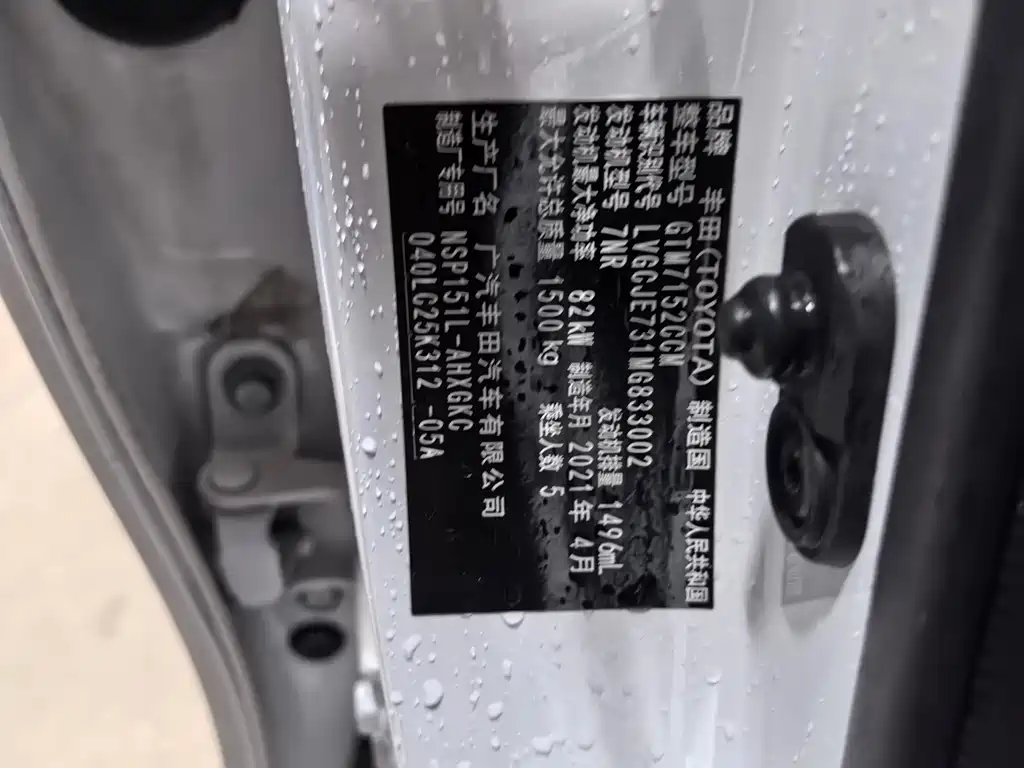 品牌 丰田(TOYOTA) 制造国 中华人民共和国
整车型号 GTM7152CCM
车辆识别代号 LVGCJE731MG833002
发动机型号 7NR 发动机排量 1496mL
发动机最大净功率 82kW 制造年月 2021年 4月
最大允许总质量 1500 kg 乘坐人数 5
生产厂名 广汽丰田汽车有限公司
制造厂专用号 NSP151L-AHXGKC
040LC25K312 -05A